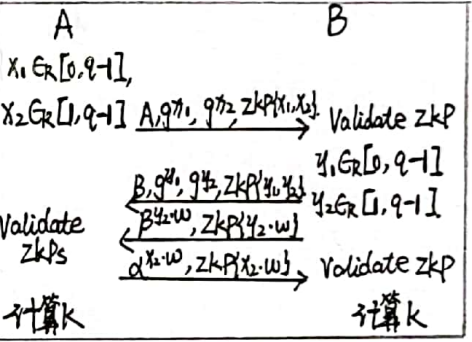 A B
x₁ ∈R [0, q-1],
x₂ ∈R [1, q-1] A, g^x₁, g^x₂, ZKP{x₁, x₂} Validate ZKP
y₁ ∈R [0, q-1]
B, g^y₁, g^y₂, ZKP{y₁, y₂} y₂ ∈R [1, q-1]
Validate β^y₂·w, ZKP{y₂·w}
ZKPs α^x₂·w, ZKP{x₂·w} Validate ZKP
计算K 计算K